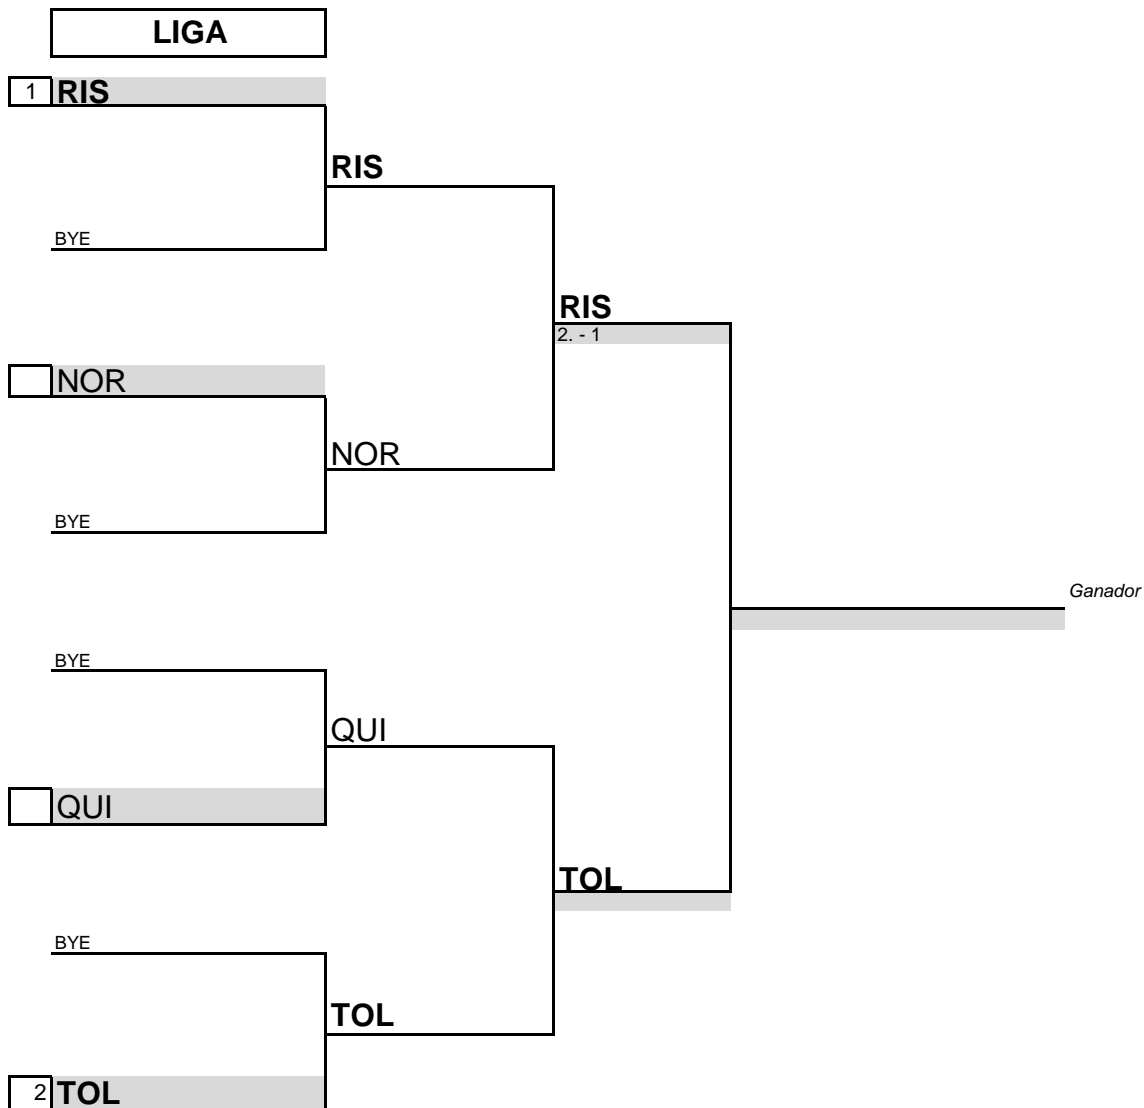 LIGA
1 RIS
RIS
BYE
RIS
2. - 1
NOR
NOR
BYE
Ganador
BYE
QUI
QUI
TOL
BYE
TOL
2 TOL